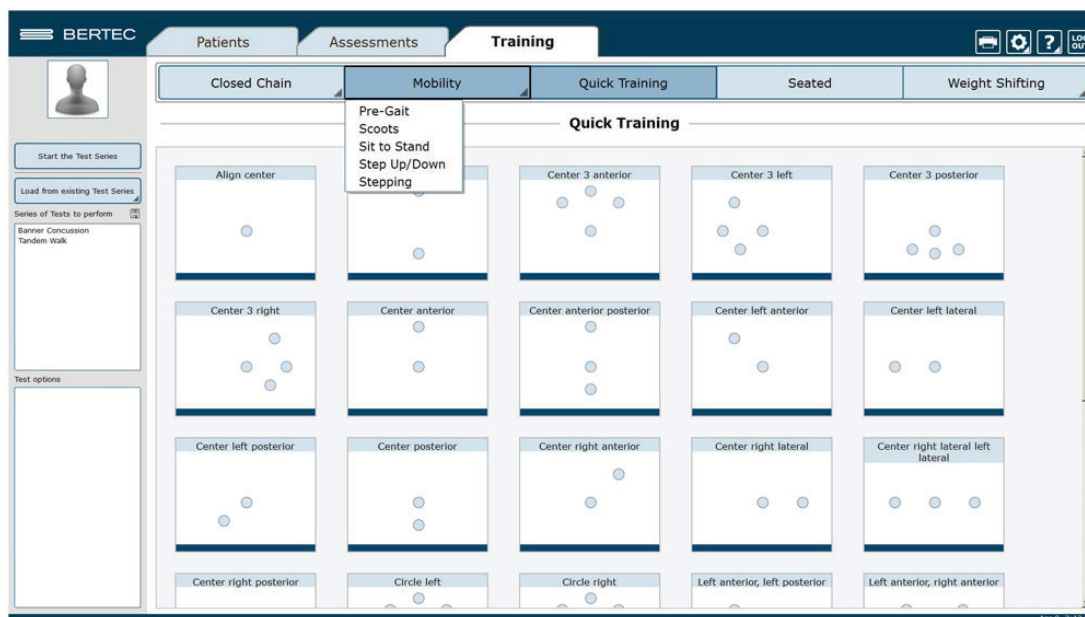 BERTEC
Patients
Assessments
Training
LOG
OUT
Closed Chain
Mobility
Quick Training
Seated
Weight Shifting
Pre-Gait
Scoots
Sit to Stand
Step Up/Down
Stepping
Quick Training
Start the Test Series
Load from existing Test Series
Series of Tests to perform
Banner Concussion
Tandem Walk
Test options
Align center
Center 3 anterior
Center 3 left
Center 3 posterior
Center 3 right
Center anterior
Center anterior posterior
Center left anterior
Center left lateral
Center left posterior
Center posterior
Center right anterior
Center right lateral
Center right lateral left
lateral
Center right posterior
Circle left
Circle right
Left anterior, left posterior
Left anterior, right anterior